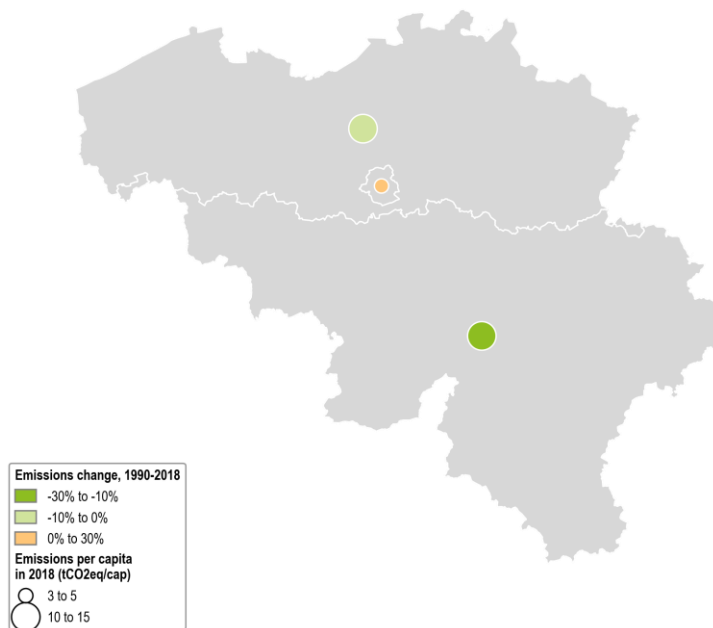 Emissions change, 1990-2018
-30% to -10%
-10% to 0%
0% to 30%
Emissions per capita
in 2018 (tCO2eq/cap)
3 to 5
10 to 15